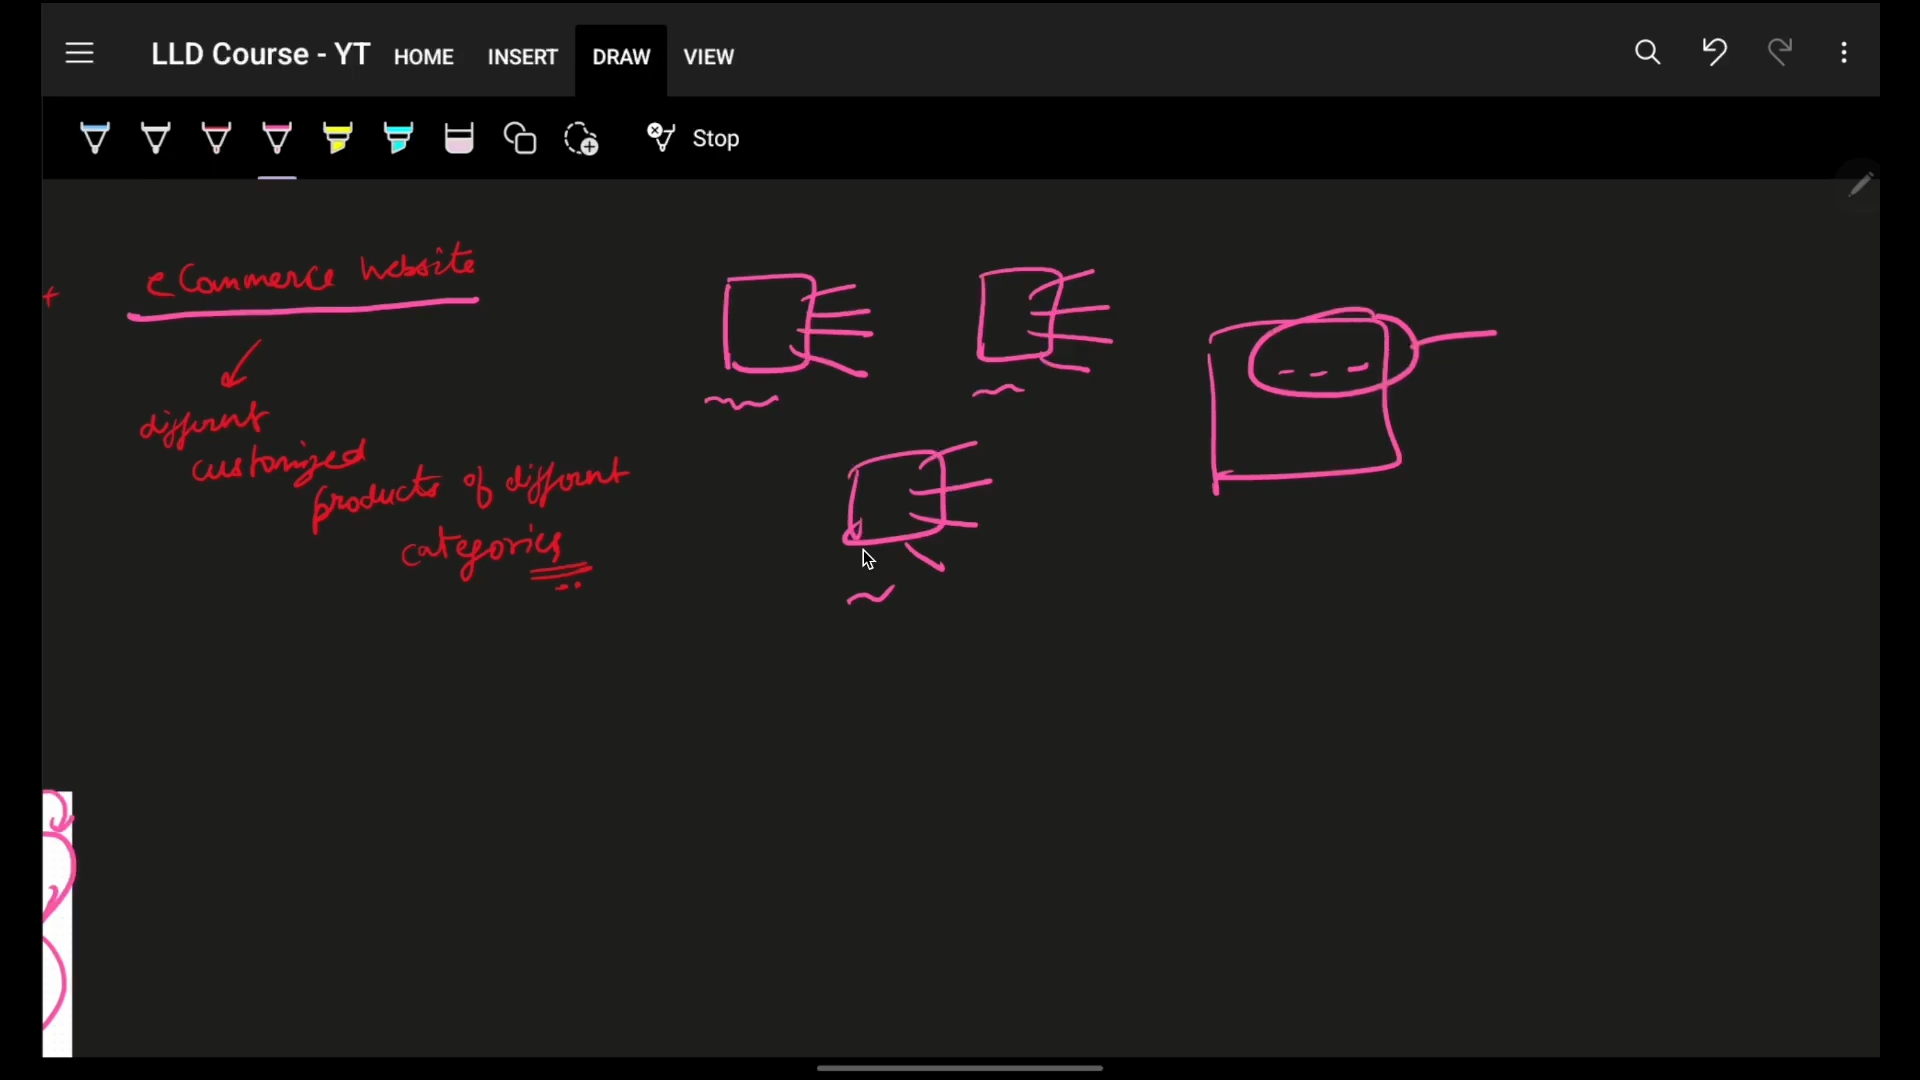 LLD Course - YT HOME INSERT DRAW VIEW
Stop
eCommerce Website
different
customized
products of different
categories